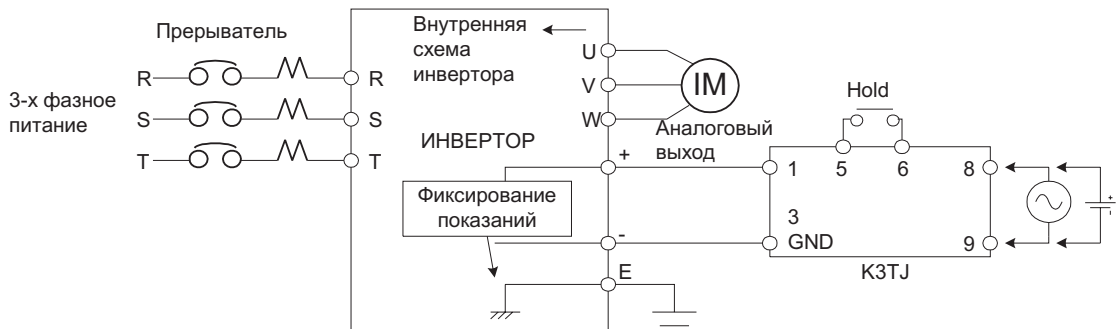 Прерыватель
Внутренняя
схема
инвертора
3-х фазное
питание
R
S
T
R
S
T
U
V
W
IM
ИНВЕРТОР
Фиксирование
показаний
Аналоговый
выход
+
-
E
Hold
1
5
6
8
3
GND
9
K3TJ
+
-